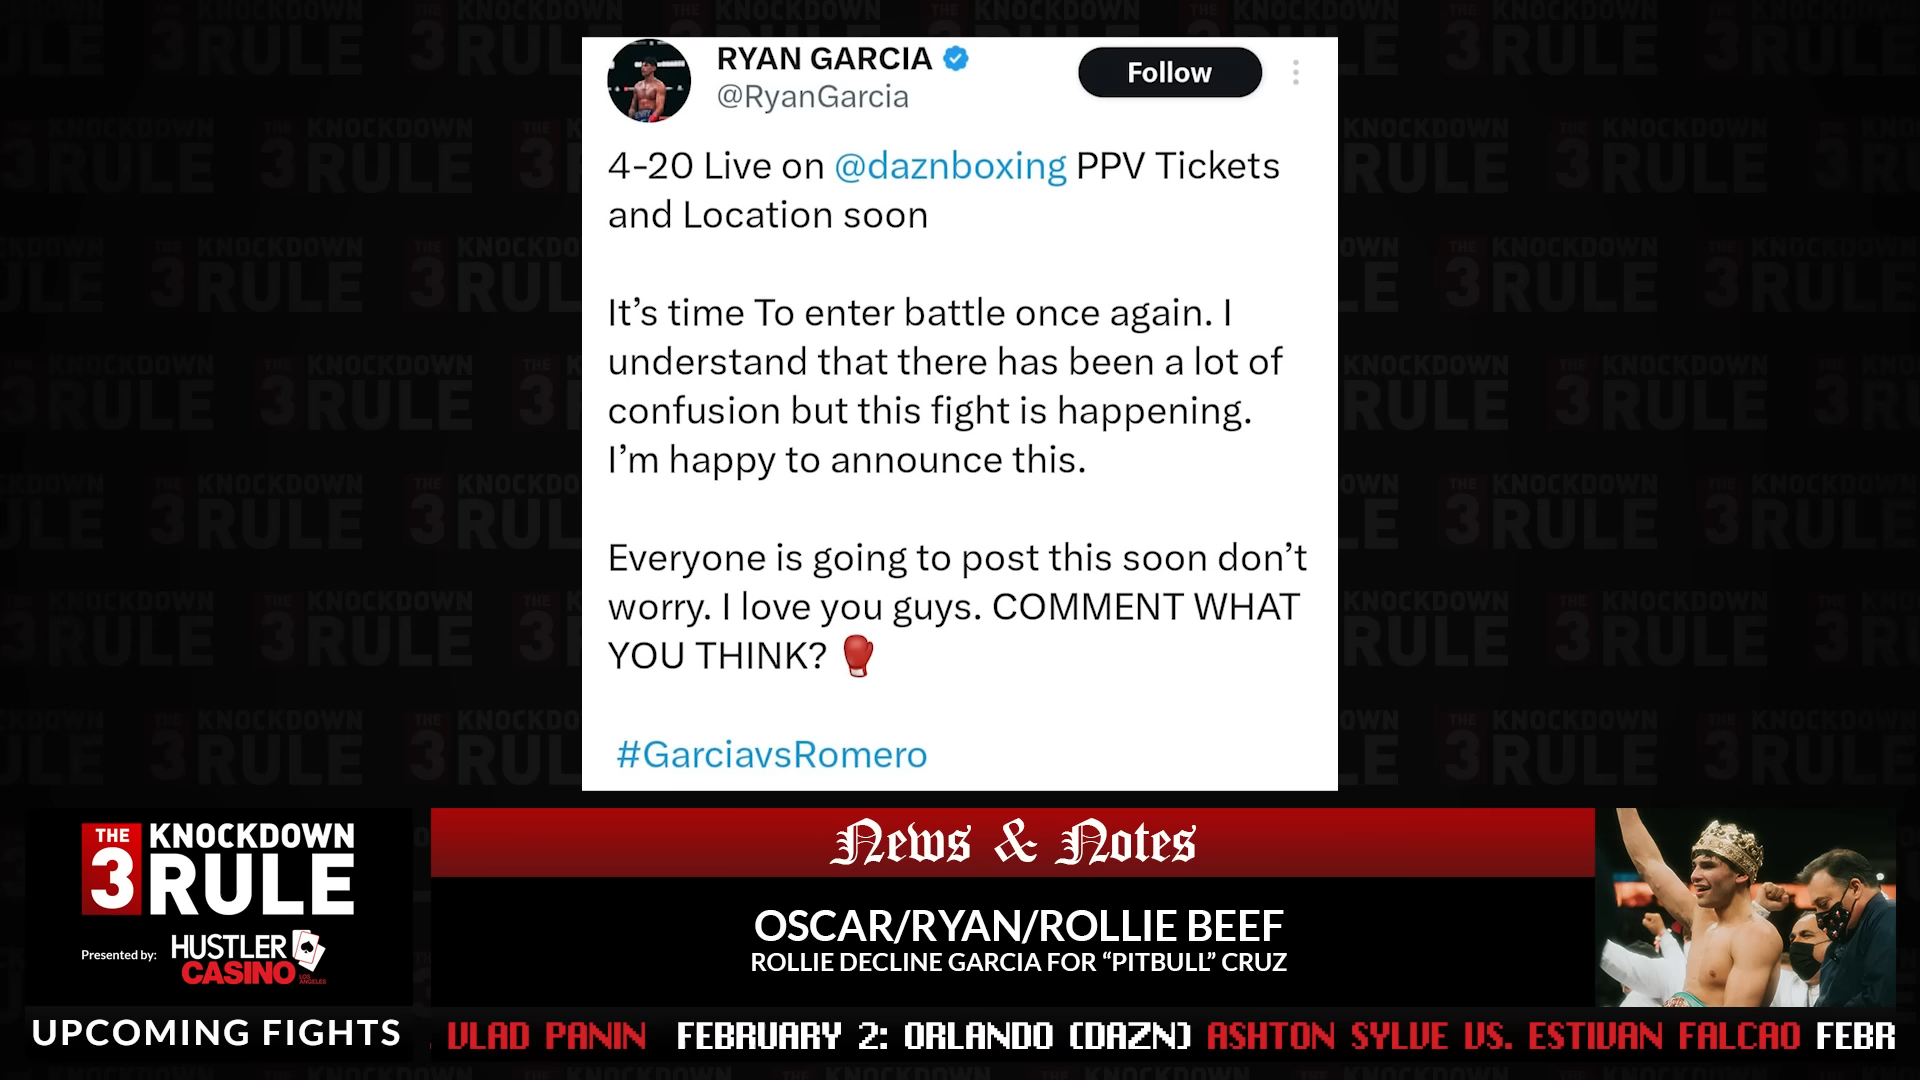 RYAN GARCIA
@RyanGarcia
Follow
4-20 Live on @daznboxing PPV Tickets
and Location soon
It’s time To enter battle once again. I
understand that there has been a lot of
confusion but this fight is happening.
I’m happy to announce this.
Everyone is going to post this soon don’t
worry. I love you guys. COMMENT WHAT
YOU THINK? 🥊
#GarciavsRomero
THE
3 KNOCKDOWN
RULE
Presented by: HUSTLER
CASINO LOS
ANGELES
News & Notes
OSCAR/RYAN/ROLLIE BEEF
ROLLIE DECLINE GARCIA FOR “PITBULL” CRUZ
UPCOMING FIGHTS
VLAD PANIN FEBRUARY 2: ORLANDO (DAZN) ASHTON SYLVE VS. ESTIVAN FALCAO FEBR